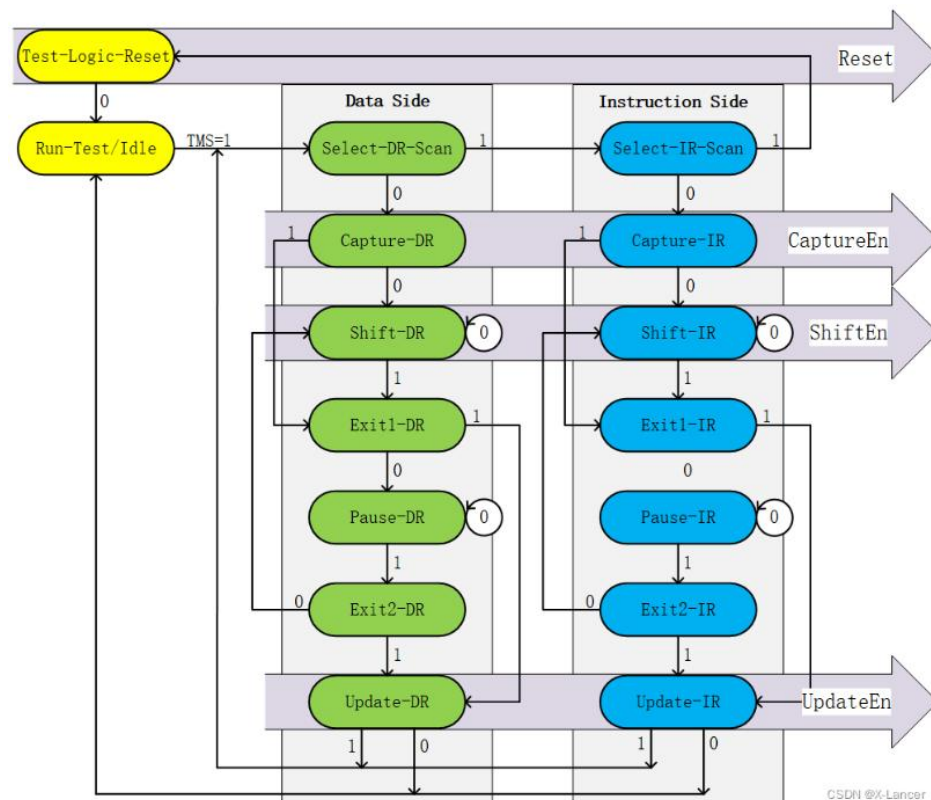 Test-Logic-Reset
Reset
0
Data Side
Instruction Side
Run-Test/Idle
TMS=1
Select-DR-Scan
1
Select-IR-Scan
1
0
0
1
Capture-DR
1
Capture-IR
CaptureEn
0
0
Shift-DR
0
Shift-IR
0
ShiftEn
1
1
Exit1-DR
1
Exit1-IR
1
0
0
Pause-DR
0
Pause-IR
0
1
1
0
Exit2-DR
0
Exit2-IR
1
1
Update-DR
Update-IR
UpdateEn
1
0
1
0
CSDN @X-Lancer